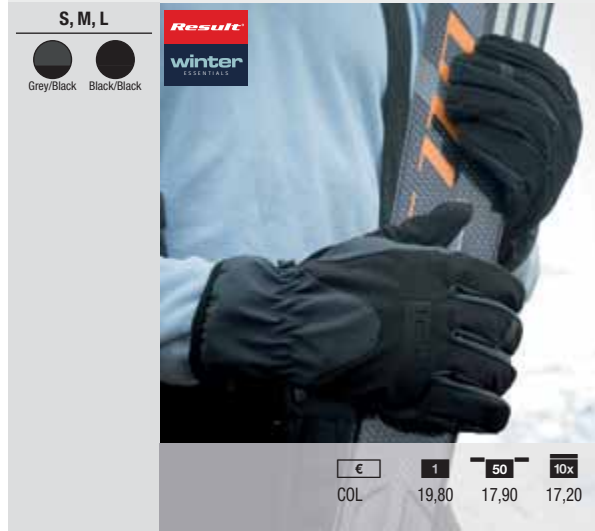 S, M, L
Grey/Black Black/Black
Result®
winter
ESSENTIALS
€ 1 50 10x
COL 19,80 17,90 17,20